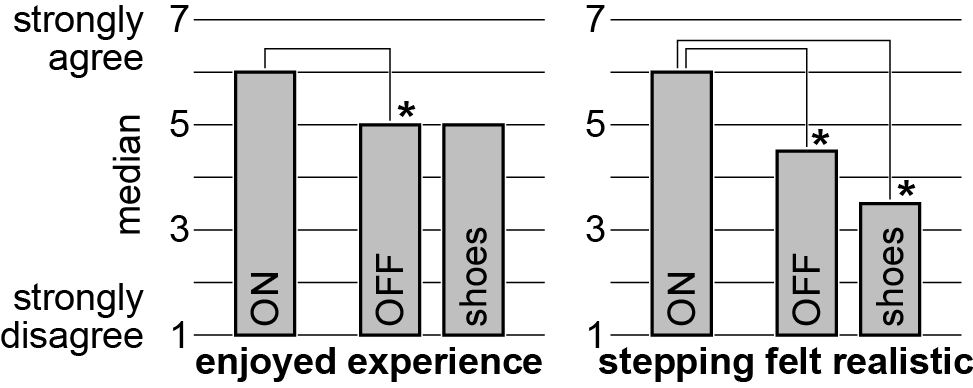 strongly
agree
median
strongly
disagree
7
5
3
1
*
ON
OFF
shoes
enjoyed experience
7
5
3
1
*
*
ON
OFF
shoes
stepping felt realistic